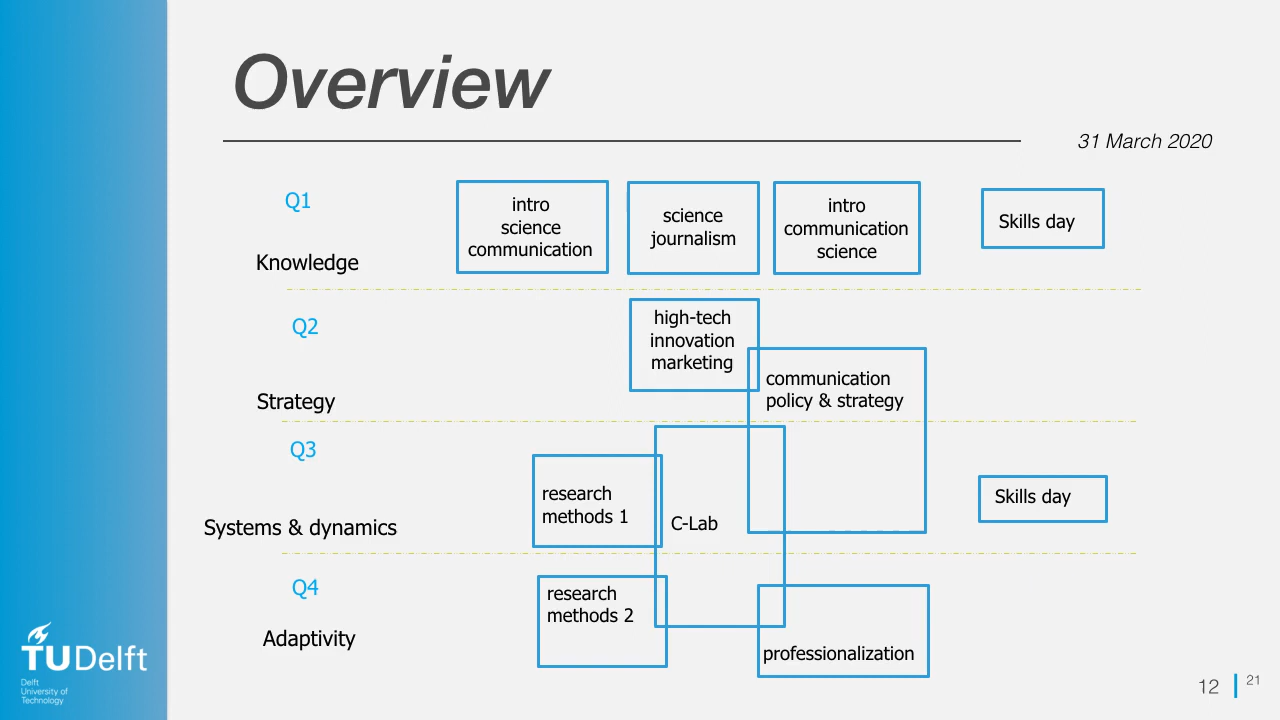 Overview
31 March 2020
Q1
Knowledge
intro
science
communication
science
journalism
intro
communication
science
Skills day
Q2
Strategy
high-tech
innovation
marketing
communication
policy & strategy
Q3
Systems & dynamics
research
methods 1
C-Lab
Skills day
Q4
Adaptivity
research
methods 2
professionalization
TUDelft
Delft
University of
Technology
12
21